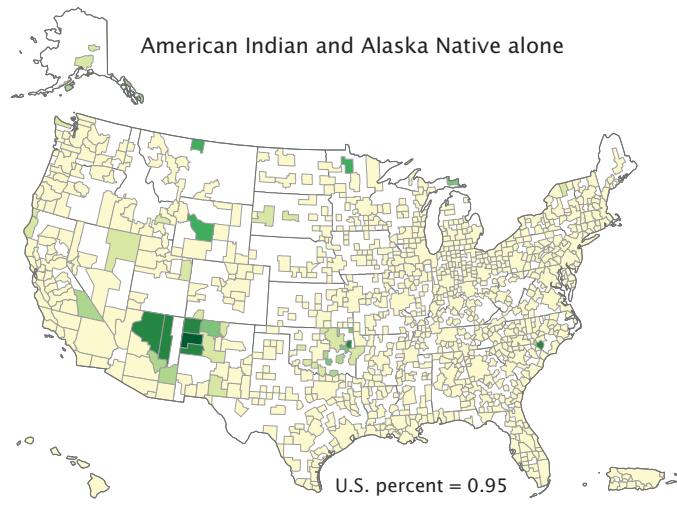 American Indian and Alaska Native alone
U.S. percent = 0.95